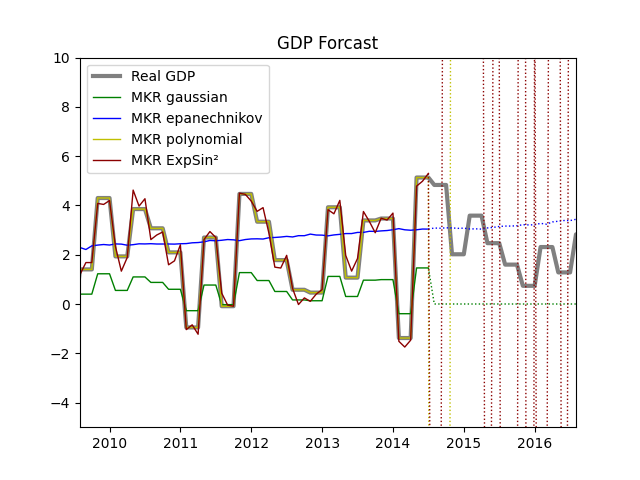 GDP Forcast
10
8
6
4
2
0
−2
−4
Real GDP
MKR gaussian
MKR epanechnikov
MKR polynomial
MKR ExpSin²
2010 2011 2012 2013 2014 2015 2016